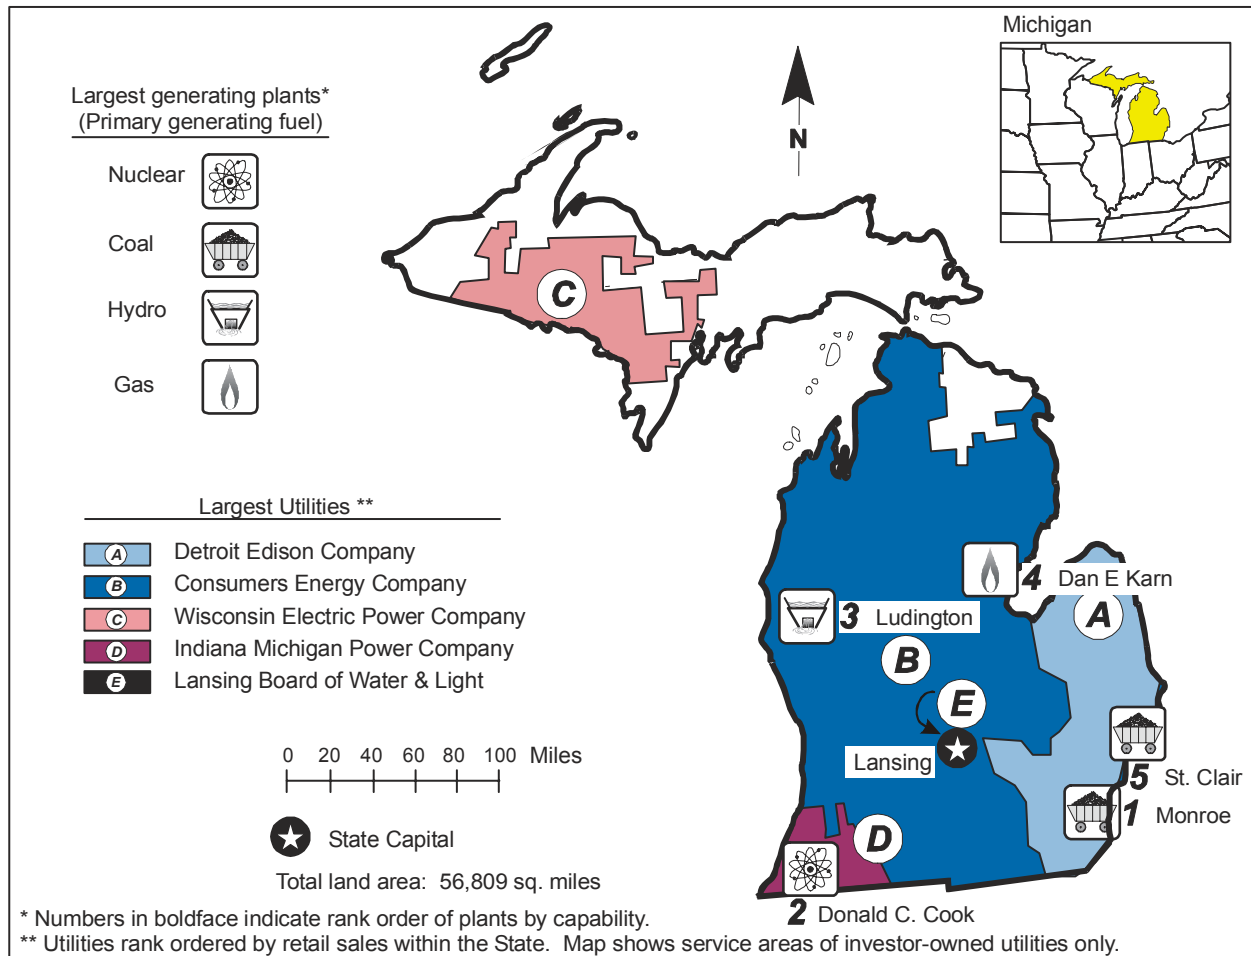 Michigan
Largest generating plants*
(Primary generating fuel)
Nuclear
Coal
Hydro
Gas
N
C
Largest Utilities **
A Detroit Edison Company
B Consumers Energy Company
C Wisconsin Electric Power Company
D Indiana Michigan Power Company
E Lansing Board of Water & Light
4 Dan E Karn
A
3 Ludington
B
E
Lansing
5 St. Clair
1 Monroe
D
2 Donald C. Cook
0 20 40 60 80 100 Miles
State Capital
Total land area: 56,809 sq. miles
* Numbers in boldface indicate rank order of plants by capability.
** Utilities rank ordered by retail sales within the State. Map shows service areas of investor-owned utilities only.